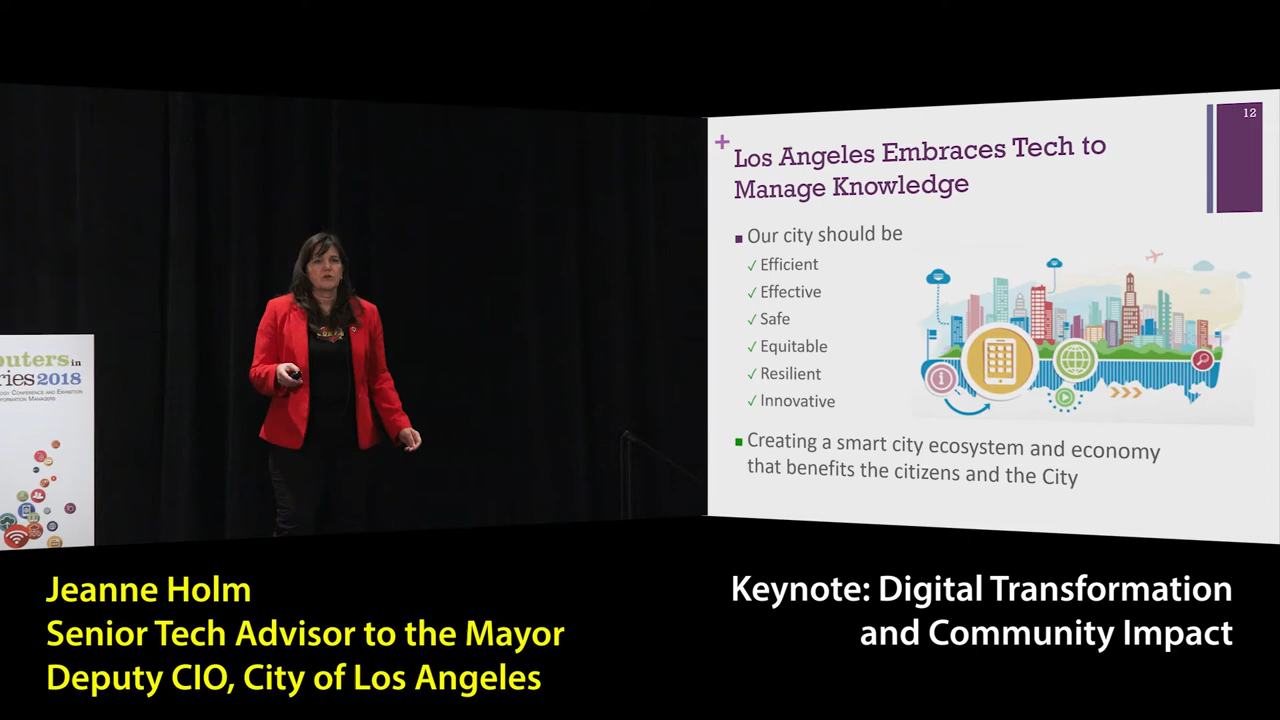 uters in
ries 2018
12
Los Angeles Embraces Tech to
Manage Knowledge
Our city should be
✓ Efficient
✓ Effective
✓ Safe
✓ Equitable
✓ Resilient
✓ Innovative
Creating a smart city ecosystem and economy
that benefits the citizens and the City
Jeanne Holm
Senior Tech Advisor to the Mayor
Deputy CIO, City of Los Angeles
Keynote: Digital Transformation
and Community Impact